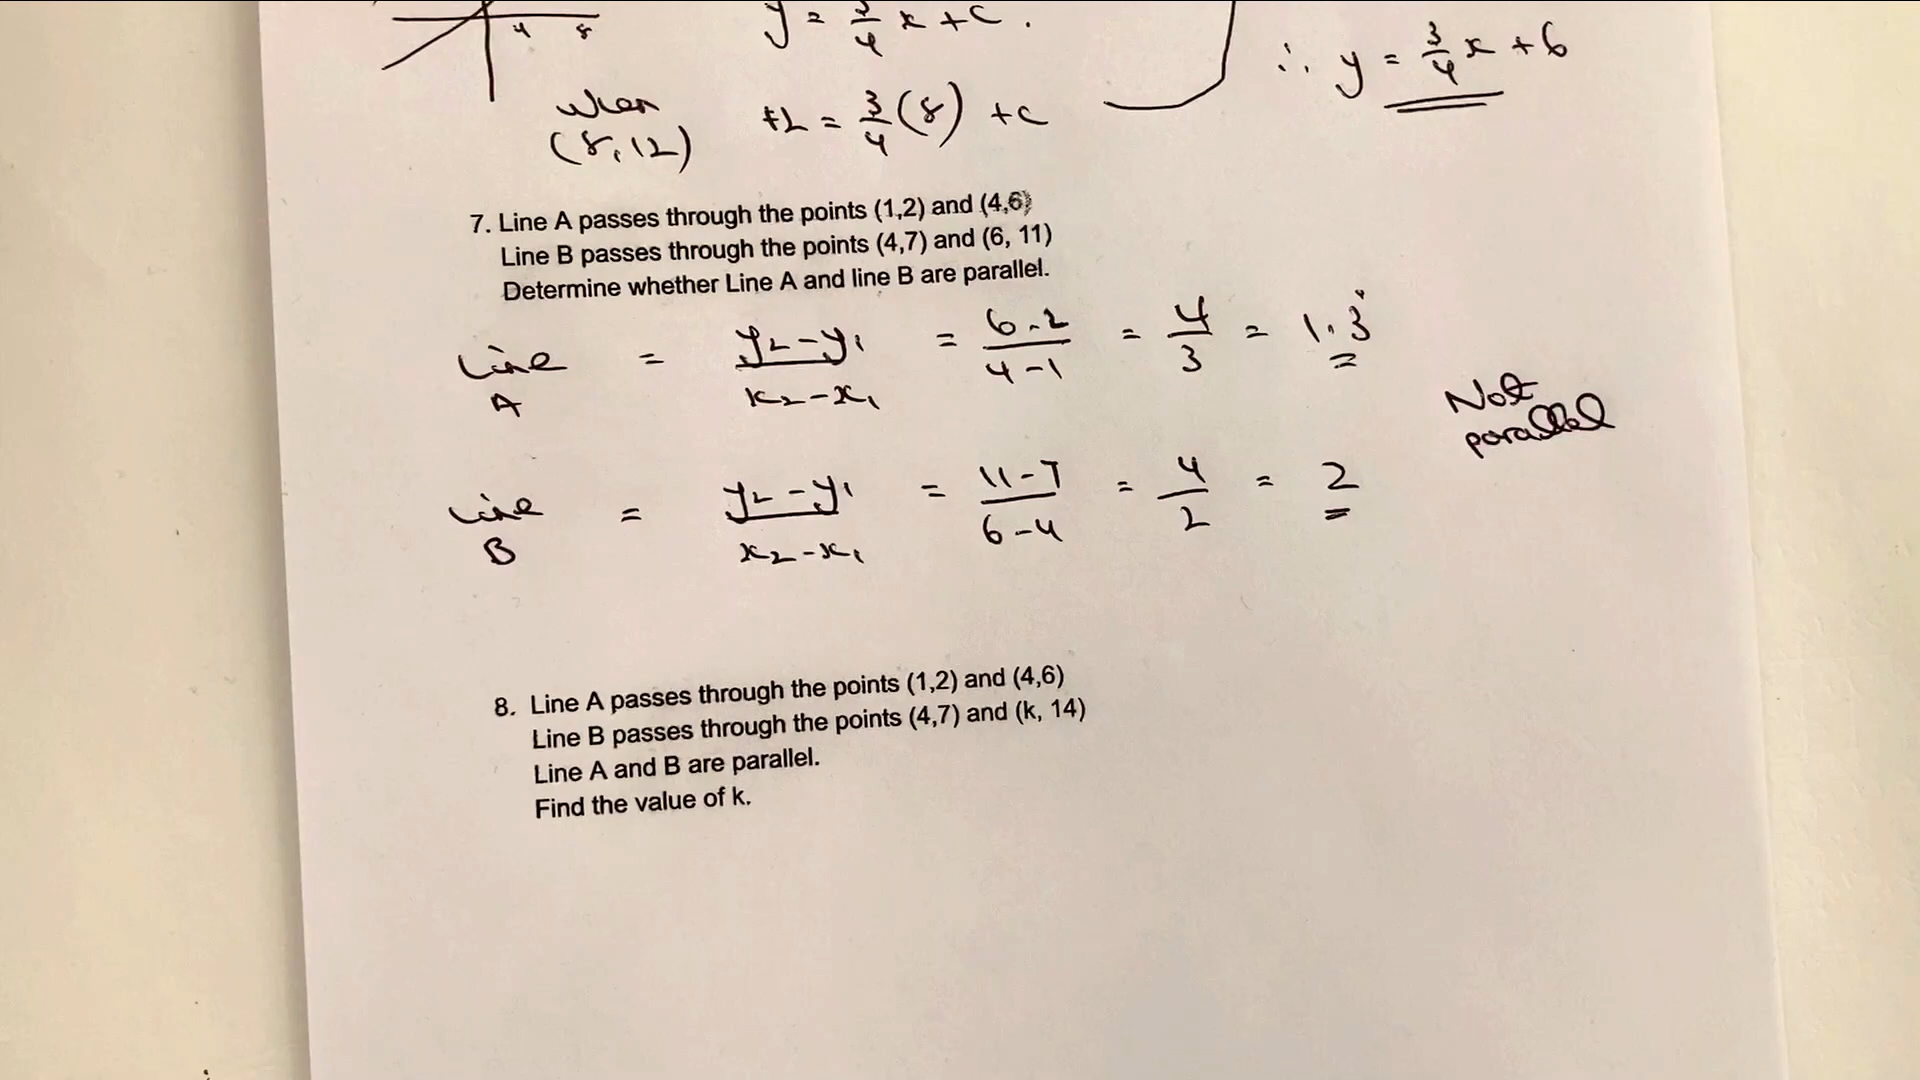 4 8
y = 3/4 x + c .
∴ y = 3/4 x + 6
when
(8,12)
12 = 3/4 (8) + c
7. Line A passes through the points (1,2) and (4,6)
Line B passes through the points (4,7) and (6, 11)
Determine whether Line A and line B are parallel.
Line A = y₂-y₁ / x₂-x₁ = 6-2 / 4-1 = 4/3 = 1.3̇
Not
parallel
Line B = y₂-y₁ / x₂-x₁ = 11-7 / 6-4 = 4/2 = 2
8. Line A passes through the points (1,2) and (4,6)
Line B passes through the points (4,7) and (k, 14)
Line A and B are parallel.
Find the value of k.